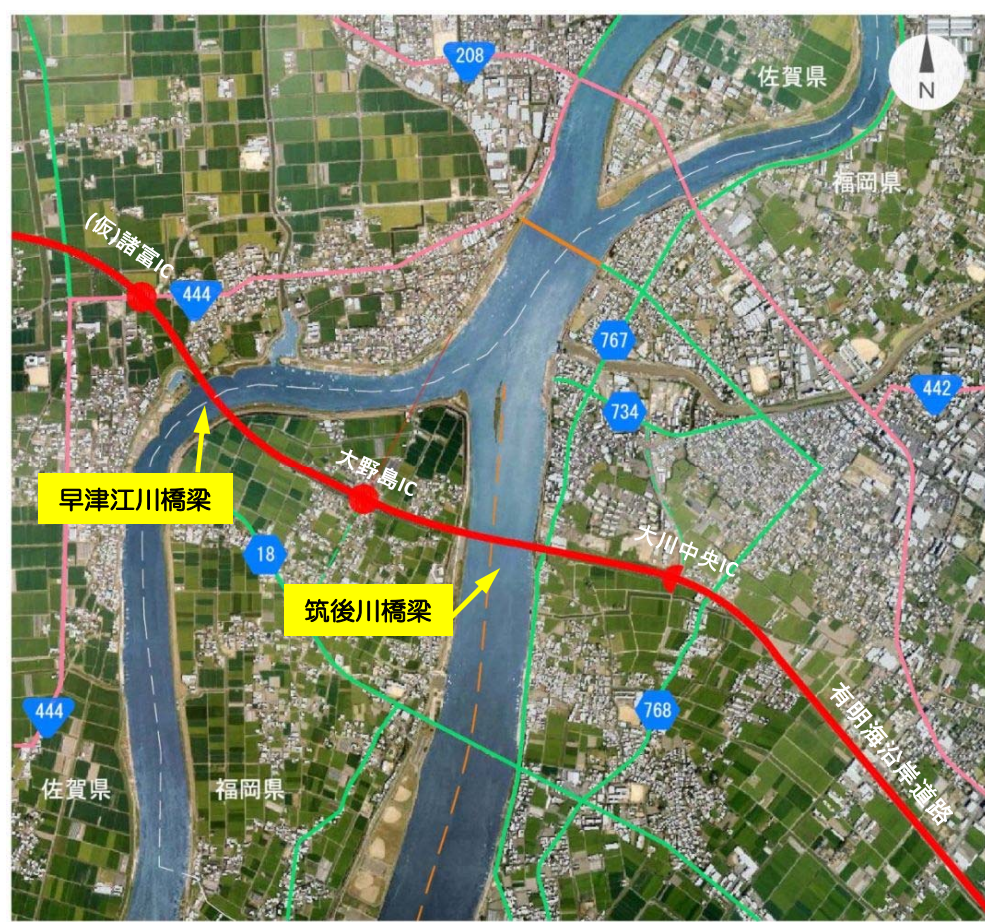 208
佐賀県
N
福岡県
(仮)諸富IC
444
767
442
734
大野島IC
早津江川橋梁
18
大川中央IC
筑後川橋梁
444
768
有明海沿岸道路
佐賀県
福岡県